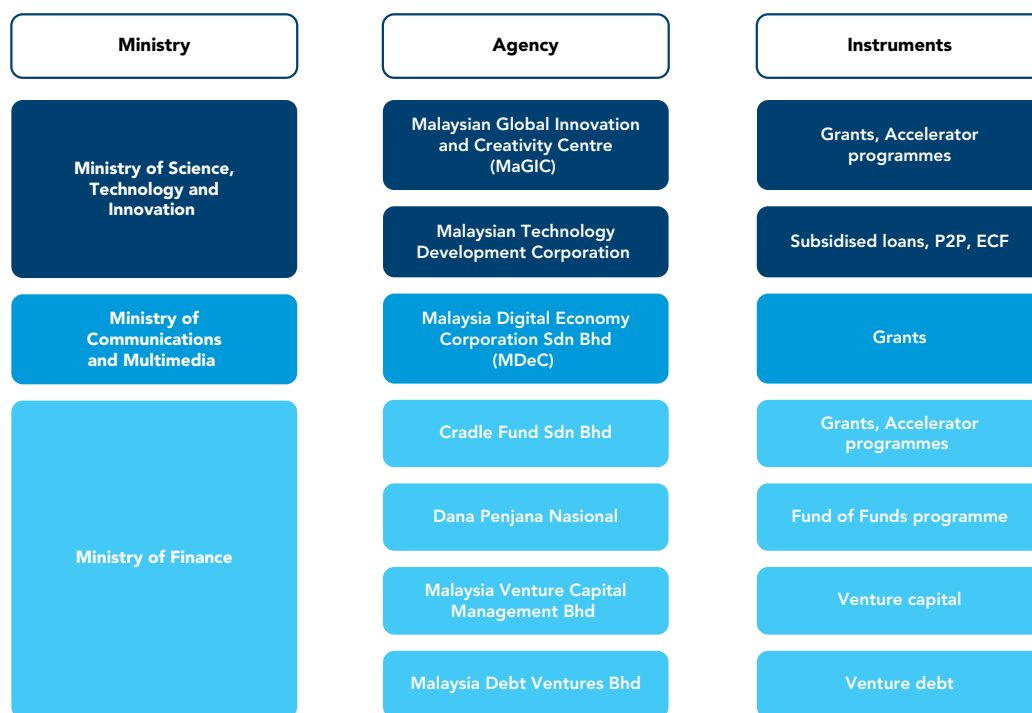 Ministry
Agency
Instruments
Ministry of Science,
Technology and
Innovation
Malaysian Global Innovation
and Creativity Centre
(MaGIC)
Grants, Accelerator
programmes
Malaysian Technology
Development Corporation
Subsidised loans, P2P, ECF
Ministry of
Communications
and Multimedia
Malaysia Digital Economy
Corporation Sdn Bhd
(MDeC)
Grants
Ministry of Finance
Cradle Fund Sdn Bhd
Grants, Accelerator
programmes
Dana Penjana Nasional
Fund of Funds programme
Malaysia Venture Capital
Management Bhd
Venture capital
Malaysia Debt Ventures Bhd
Venture debt